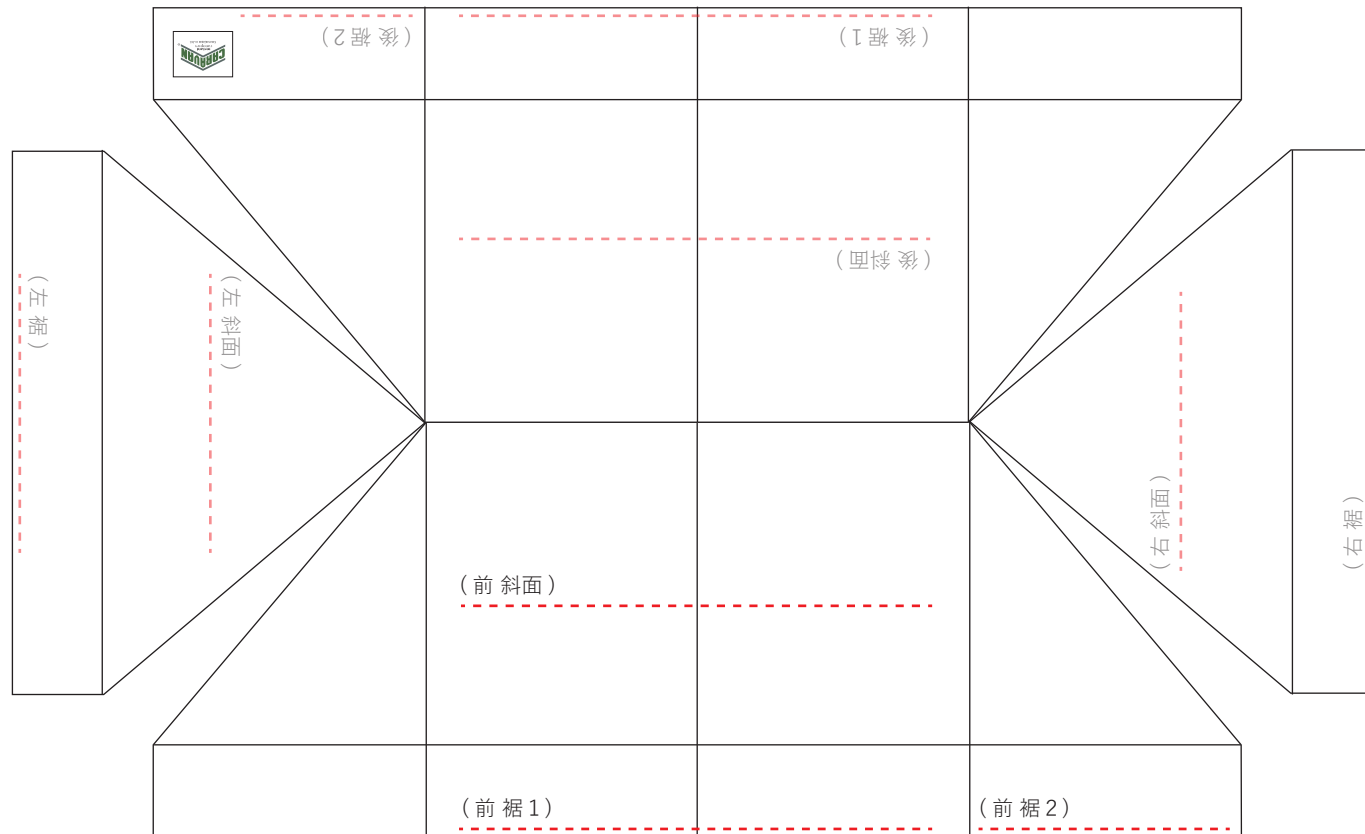 (後 裾 2)
(後 裾 1)
CARAVAN
(後 斜面)
(左 裾)
(左 斜面)
(右 斜面)
(右 裾)
(前 斜面)
(前 裾 1)
(前 裾 2)